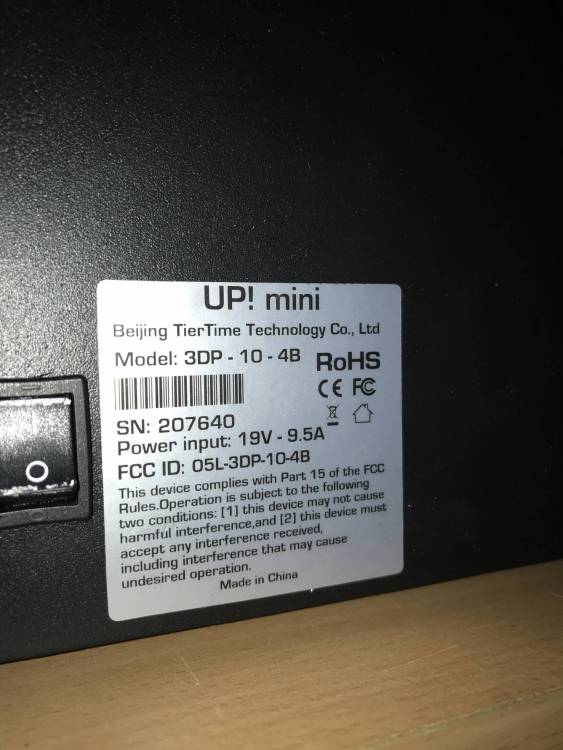 UP! mini
Beijing TierTime Technology Co., Ltd
Model: 3DP - 10 - 4B
RoHS
CE FC
SN: 207640
Power input: 19V - 9.5A
FCC ID: 05L-3DP-10-4B
This device complies with Part 15 of the FCC
Rules.Operation is subject to the following
two conditions: [1] this device may not cause
harmful interference,and [2] this device must
accept any interference received,
including interference that may cause
undesired operation.
Made in China